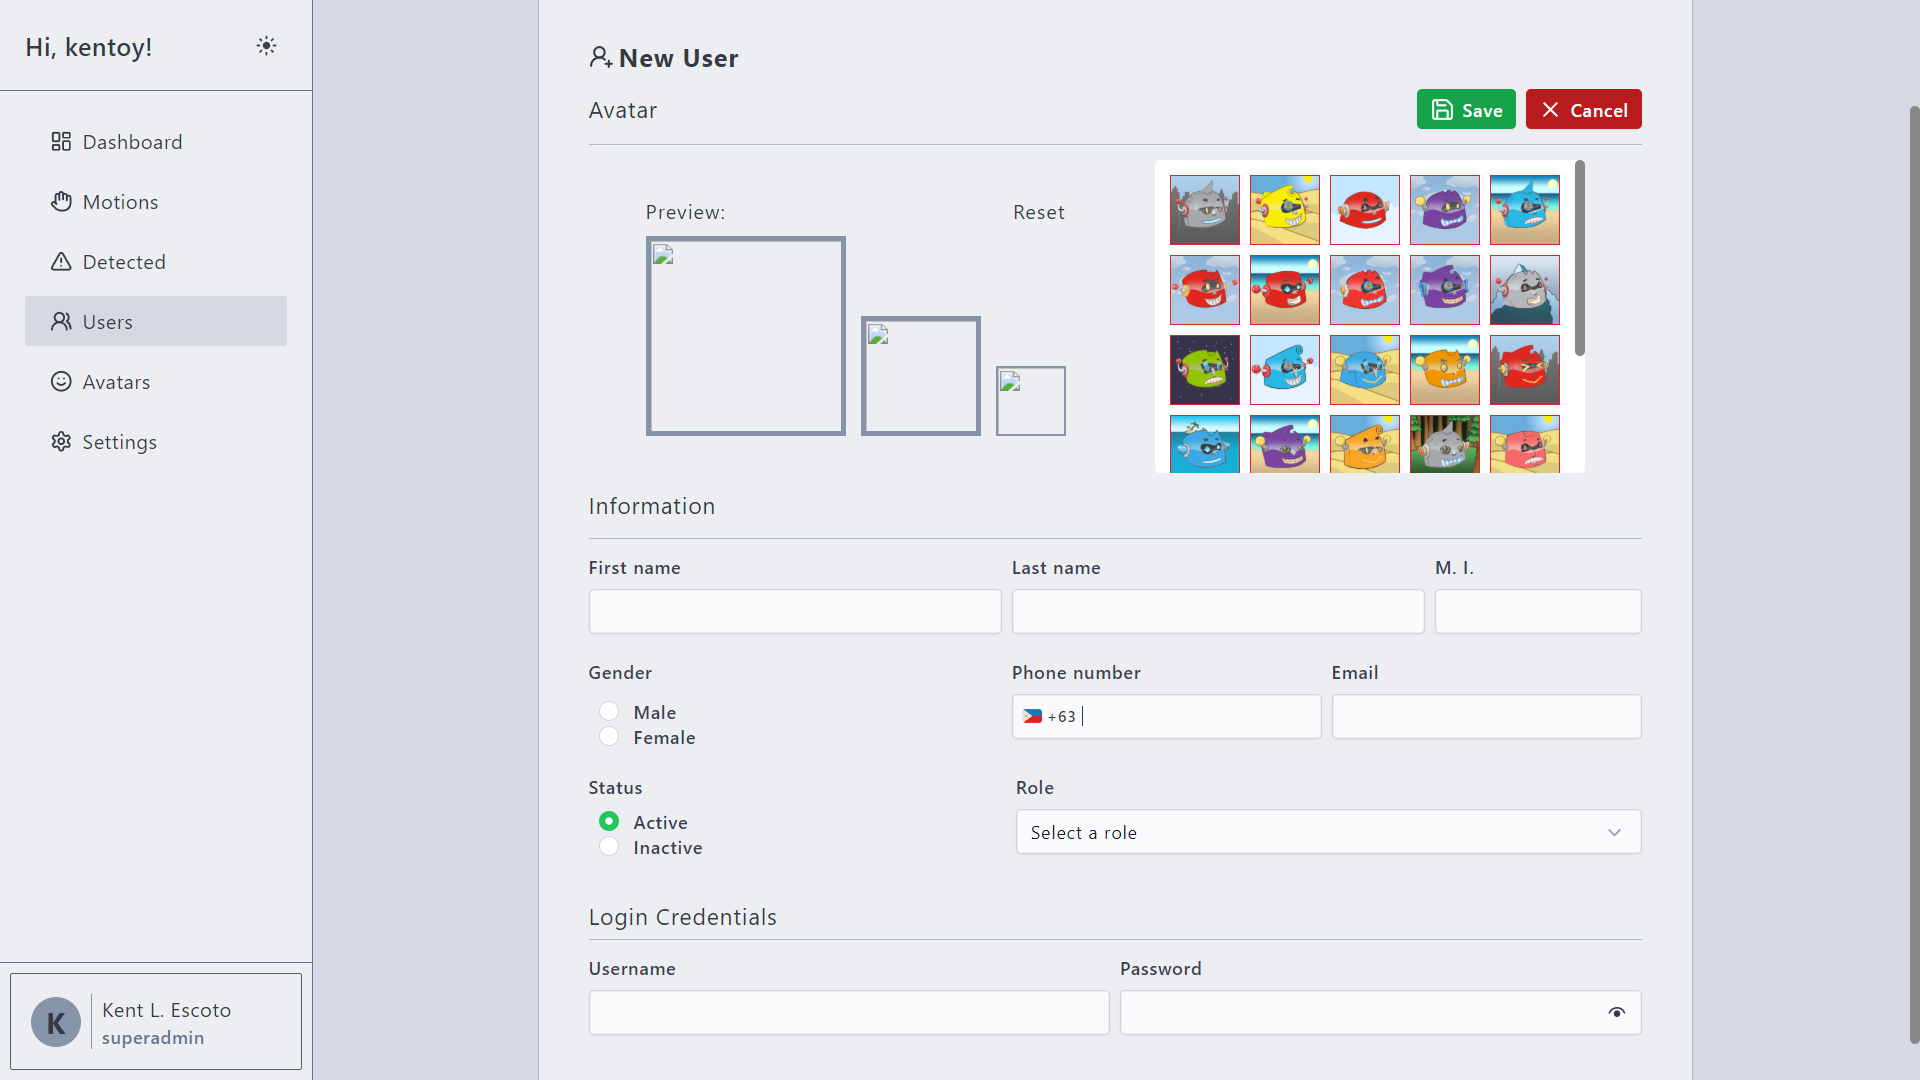 Hi, kentoy!
Dashboard
Motions
Detected
Users
Avatars
Settings
K
Kent L. Escoto
superadmin
New User
Avatar
Save
Cancel
Preview:
Reset
Information
First name
Last name
M. I.
Gender
Male
Female
Phone number
+63
Email
Status
Active
Inactive
Role
Select a role
Login Credentials
Username
Password